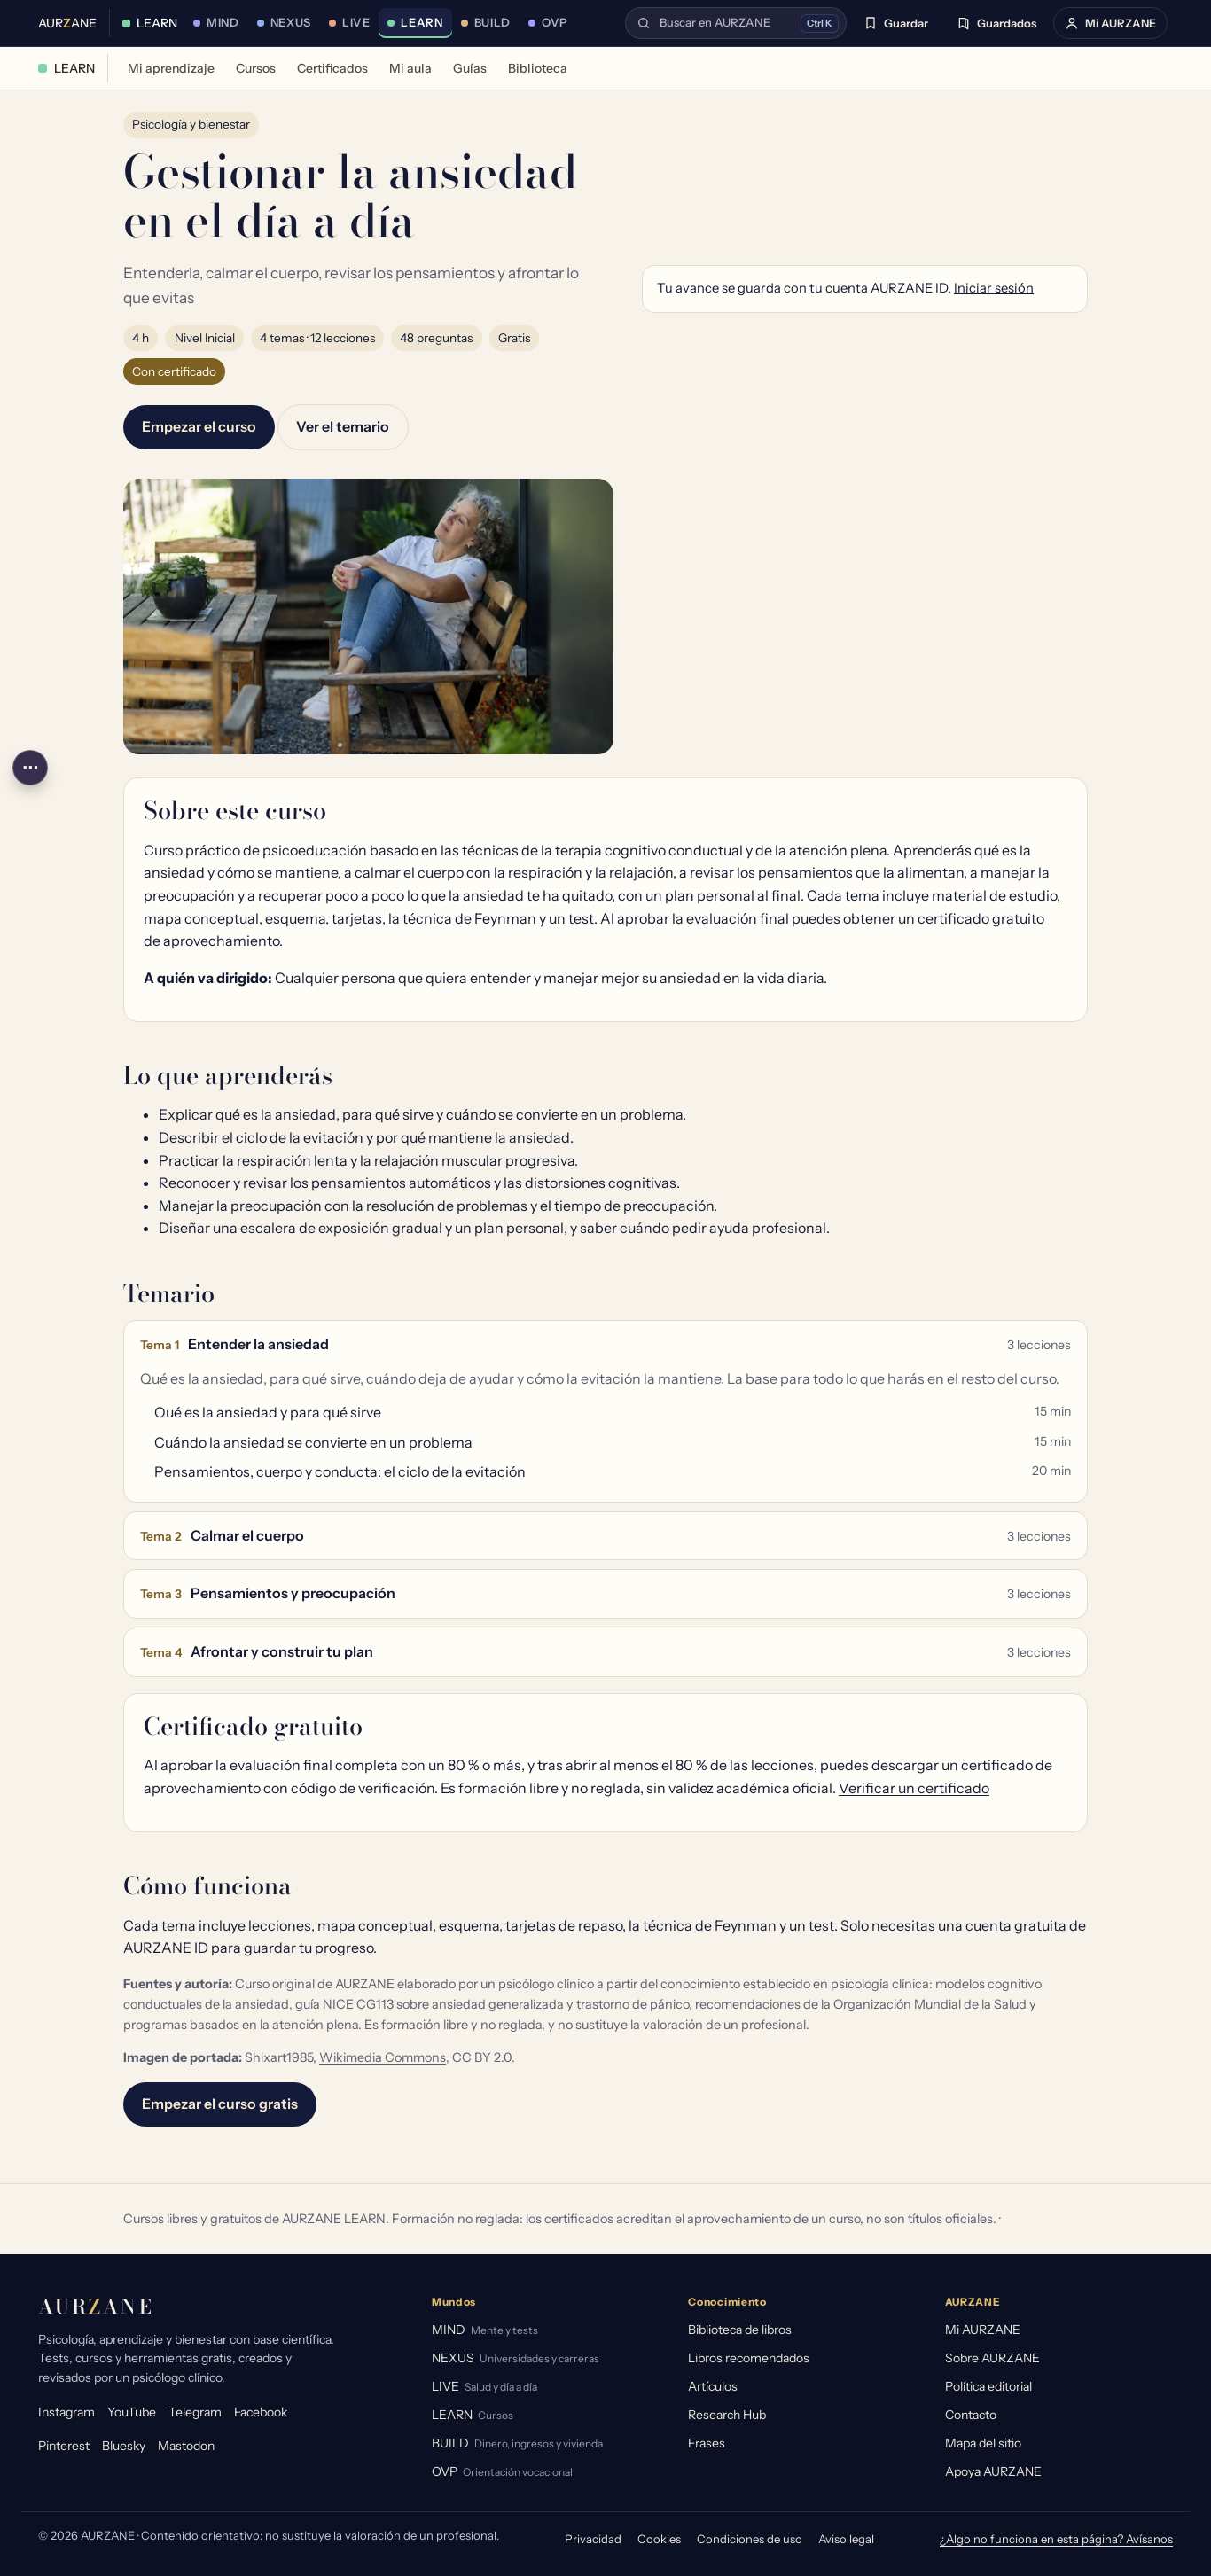 AURZANE LEARN MIND NEXUS LIVE LEARN BUILD OVP Buscar en AURZANE Ctrl K Guardar Guardados Mi AURZANE
LEARN Mi aprendizaje Cursos Certificados Mi aula Guías Biblioteca
Psicología y bienestar
Gestionar la ansiedad
en el día a día
Entenderla, calmar el cuerpo, revisar los pensamientos y afrontar lo
que evitas
Tu avance se guarda con tu cuenta AURZANE ID. Iniciar sesión
4 h Nivel Inicial 4 temas · 12 lecciones 48 preguntas Gratis
Con certificado
Empezar el curso Ver el temario
Sobre este curso
Curso práctico de psicoeducación basado en las técnicas de la terapia cognitivo conductual y de la atención plena. Aprenderás qué es la
ansiedad y cómo se mantiene, a calmar el cuerpo con la respiración y la relajación, a revisar los pensamientos que la alimentan, a manejar la
preocupación y a recuperar poco a poco lo que la ansiedad te ha quitado, con un plan personal al final. Cada tema incluye material de estudio,
mapa conceptual, esquema, tarjetas, la técnica de Feynman y un test. Al aprobar la evaluación final puedes obtener un certificado gratuito
de aprovechamiento.
A quién va dirigido: Cualquier persona que quiera entender y manejar mejor su ansiedad en la vida diaria.
Lo que aprenderás
• Explicar qué es la ansiedad, para qué sirve y cuándo se convierte en un problema.
• Describir el ciclo de la evitación y por qué mantiene la ansiedad.
• Practicar la respiración lenta y la relajación muscular progresiva.
• Reconocer y revisar los pensamientos automáticos y las distorsiones cognitivas.
• Manejar la preocupación con la resolución de problemas y el tiempo de preocupación.
• Diseñar una escalera de exposición gradual y un plan personal, y saber cuándo pedir ayuda profesional.
Temario
Tema 1 Entender la ansiedad 3 lecciones
Qué es la ansiedad, para qué sirve, cuándo deja de ayudar y cómo la evitación la mantiene. La base para todo lo que harás en el resto del curso.
Qué es la ansiedad y para qué sirve 15 min
Cuándo la ansiedad se convierte en un problema 15 min
Pensamientos, cuerpo y conducta: el ciclo de la evitación 20 min
Tema 2 Calmar el cuerpo 3 lecciones
Tema 3 Pensamientos y preocupación 3 lecciones
Tema 4 Afrontar y construir tu plan 3 lecciones
Certificado gratuito
Al aprobar la evaluación final completa con un 80 % o más, y tras abrir al menos el 80 % de las lecciones, puedes descargar un certificado de
aprovechamiento con código de verificación. Es formación libre y no reglada, sin validez académica oficial. Verificar un certificado
Cómo funciona
Cada tema incluye lecciones, mapa conceptual, esquema, tarjetas de repaso, la técnica de Feynman y un test. Solo necesitas una cuenta gratuita de
AURZANE ID para guardar tu progreso.
Fuentes y autoría: Curso original de AURZANE elaborado por un psicólogo clínico a partir del conocimiento establecido en psicología clínica: modelos cognitivo
conductuales de la ansiedad, guía NICE CG113 sobre ansiedad generalizada y trastorno de pánico, recomendaciones de la Organización Mundial de la Salud y
programas basados en la atención plena. Es formación libre y no reglada, y no sustituye la valoración de un profesional.
Imagen de portada: Shixart1985, Wikimedia Commons, CC BY 2.0.
Empezar el curso gratis
Cursos libres y gratuitos de AURZANE LEARN. Formación no reglada: los certificados acreditan el aprovechamiento de un curso, no son títulos oficiales. ·
AURZANE
Psicología, aprendizaje y bienestar con base científica.
Tests, cursos y herramientas gratis, creados y
revisados por un psicólogo clínico.
Instagram YouTube Telegram Facebook
Pinterest Bluesky Mastodon
Mundos
MIND Mente y tests
NEXUS Universidades y carreras
LIVE Salud y día a día
LEARN Cursos
BUILD Dinero, ingresos y vivienda
OVP Orientación vocacional
Conocimiento
Biblioteca de libros
Libros recomendados
Artículos
Research Hub
Frases
AURZANE
Mi AURZANE
Sobre AURZANE
Política editorial
Contacto
Mapa del sitio
Apoya AURZANE
© 2026 AURZANE · Contenido orientativo: no sustituye la valoración de un profesional. Privacidad Cookies Condiciones de uso Aviso legal ¿Algo no funciona en esta página? Avísanos